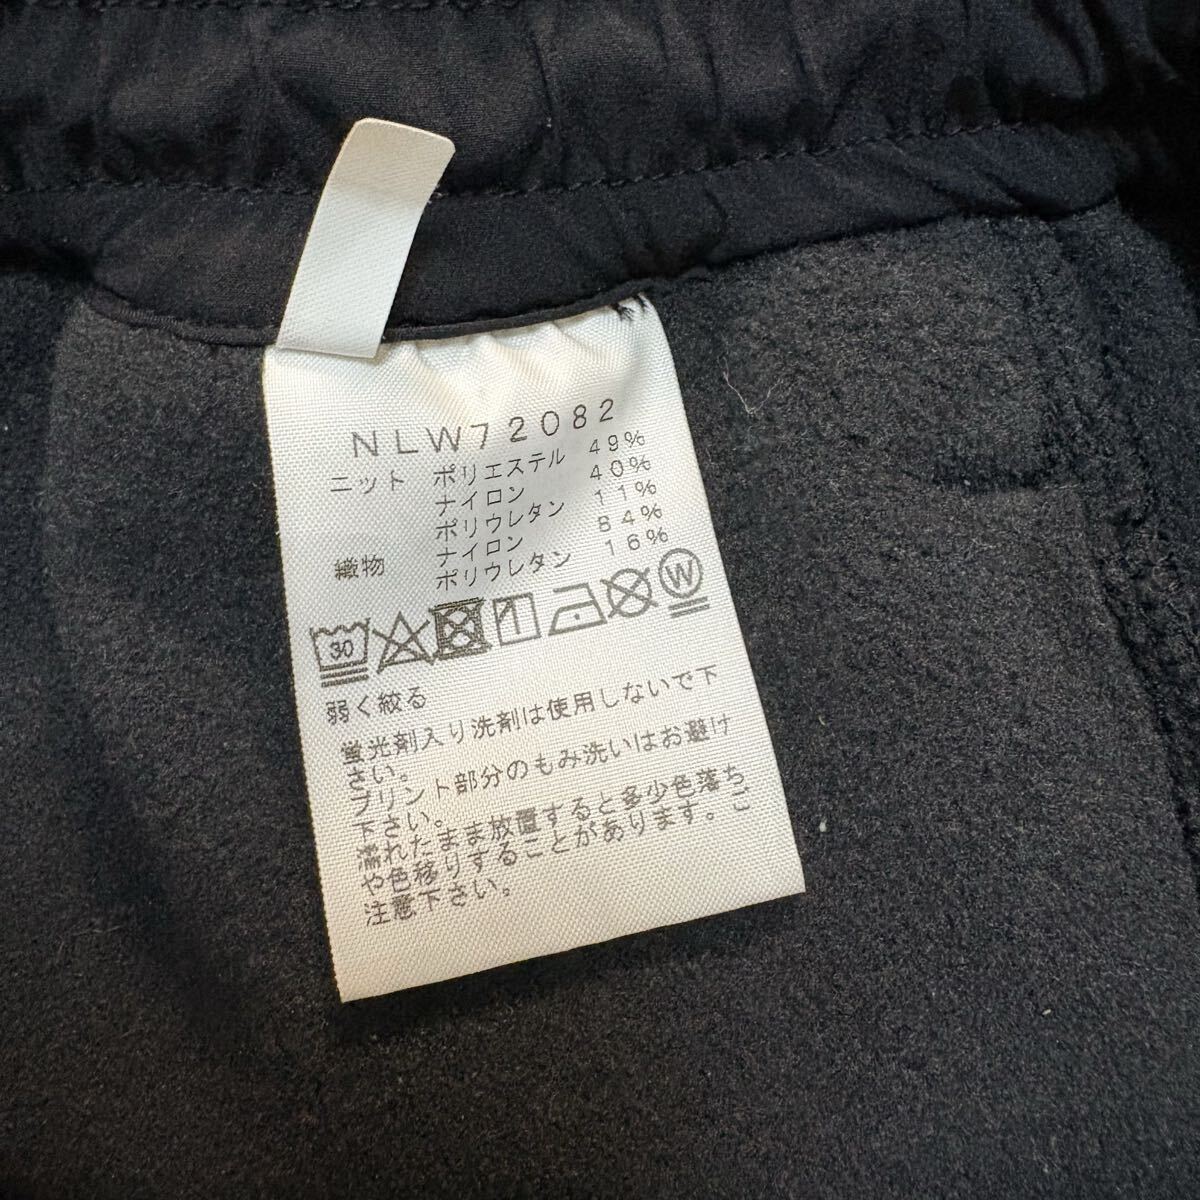 NLW72082
ニット ポリエステル 49%
ナイロン 40%
ポリウレタン 11%
織物 ナイロン 84%
ポリウレタン 16%
30 W
弱く絞る
蛍光剤入り洗剤は使用しないで下
さい。
プリント部分のもみ洗いはお避け
下さい。
濡れたまま放置すると多少色落ち
や色移りすることがあります。ご
注意下さい。